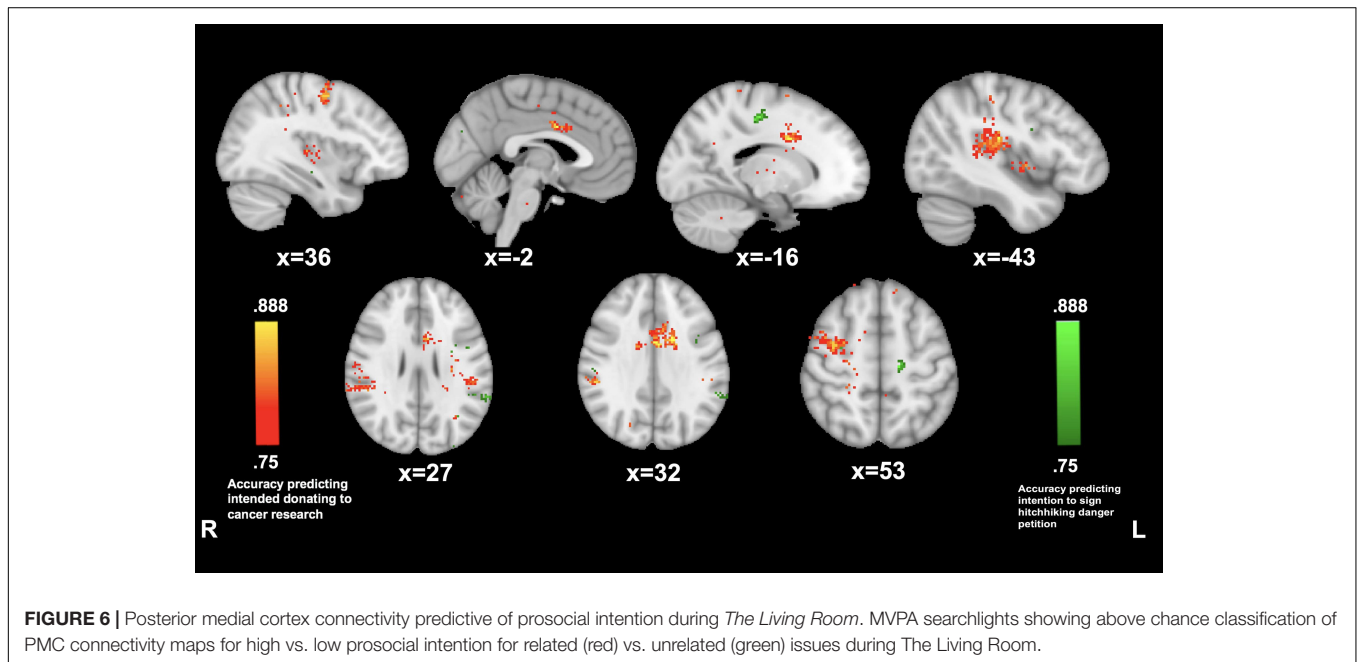 x=36 x=-2 x=-16 x=-43
.888 .888
x=27 x=32 x=53
.75 .75
Accuracy predicting
intended donating to
cancer research
Accuracy predicting
intention to sign
hitchhiking danger
petition
R L
FIGURE 6 | Posterior medial cortex connectivity predictive of prosocial intention during The Living Room. MVPA searchlights showing above chance classification of
PMC connectivity maps for high vs. low prosocial intention for related (red) vs. unrelated (green) issues during The Living Room.